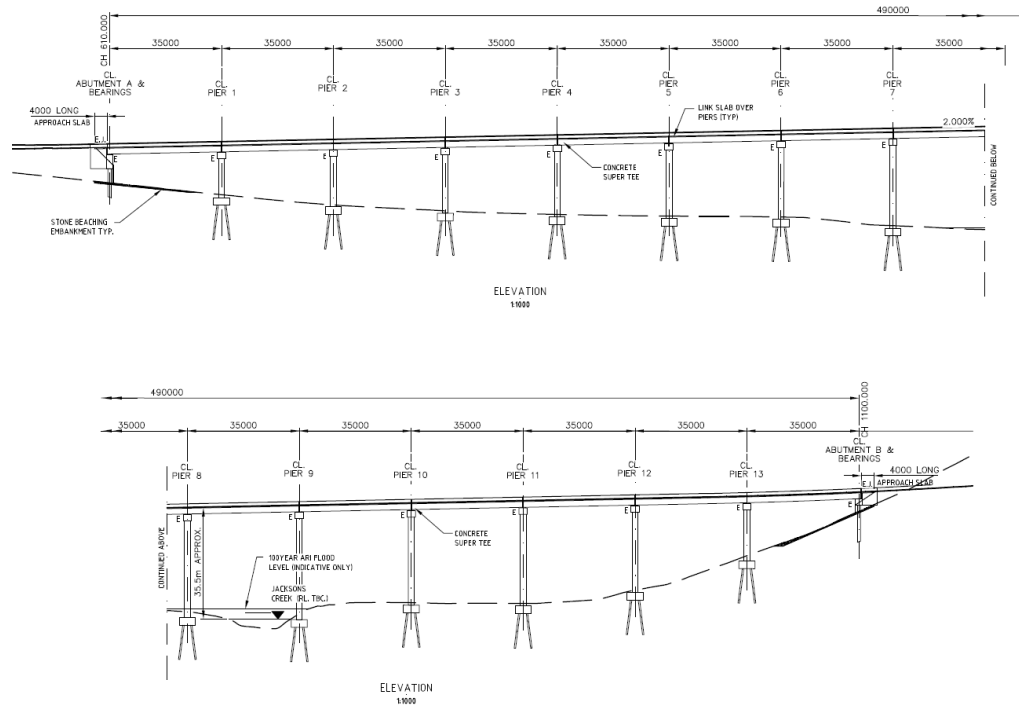 490000
35000 35000 35000 35000 35000 35000 35000 35000
CH 610.000
CL.
ABUTMENT A &
BEARINGS
CL.
PIER 1
CL.
PIER 2
CL.
PIER 3
CL.
PIER 4
CL.
PIER
5
CL.
PIER
6
CL.
PIER
7
4000 LONG
APPROACH SLAB
E.J.
LINK SLAB OVER
PIERS (TYP)
2.000%
E E E E E E E E
CONCRETE
SUPER TEE
CONTINUED BELOW
STONE BEACHING
EMBANKMENT TYP.
ELEVATION
1:1000
490000
35000 35000 35000 35000 35000 35000 35000
CH 1100.000
CL.
PIER 8
CL.
PIER 9
CL.
PIER 10
CL.
PIER 11
CL.
PIER 12
CL.
PIER 13
CL.
ABUTMENT B &
BEARINGS
4000 LONG
E.J. APPROACH SLAB
E E E E E E E
CONTINUED ABOVE
35.5m APPROX.
CONCRETE
SUPER TEE
100YEAR ARI FLOOD
LEVEL (INDICATIVE ONLY)
JACKSONS
CREEK (RL. TBC.)
ELEVATION
1:1000